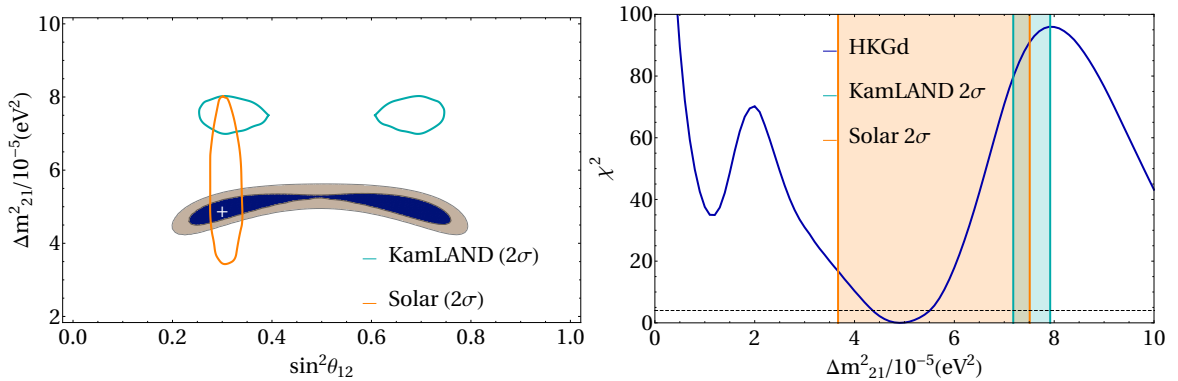 10
8
6
4
2
Δm²₂₁/10⁻⁵(eV²)
KamLAND (2σ)
Solar (2σ)
0.0 0.2 0.4 0.6 0.8 1.0
sin²θ₁₂
100
80
60
40
20
0
χ²
HKGd
KamLAND 2σ
Solar 2σ
0 2 4 6 8 10
Δm²₂₁/10⁻⁵(eV²)